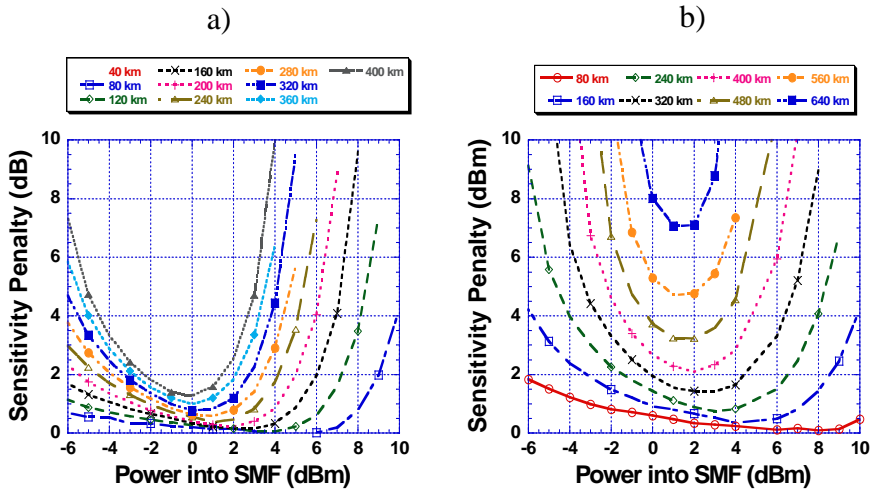 a)
b)
40 km 160 km 280 km 400 km
80 km 200 km 320 km
120 km 240 km 360 km
80 km 240 km 400 km 560 km
160 km 320 km 480 km 640 km
Sensitivity Penalty (dB)
10
8
6
4
2
0
-6 -4 -2 0 2 4 6 8 10
Power into SMF (dBm)
Sensitivity Penalty (dBm)
10
8
6
4
2
0
-6 -4 -2 0 2 4 6 8 10
Power into SMF (dBm)